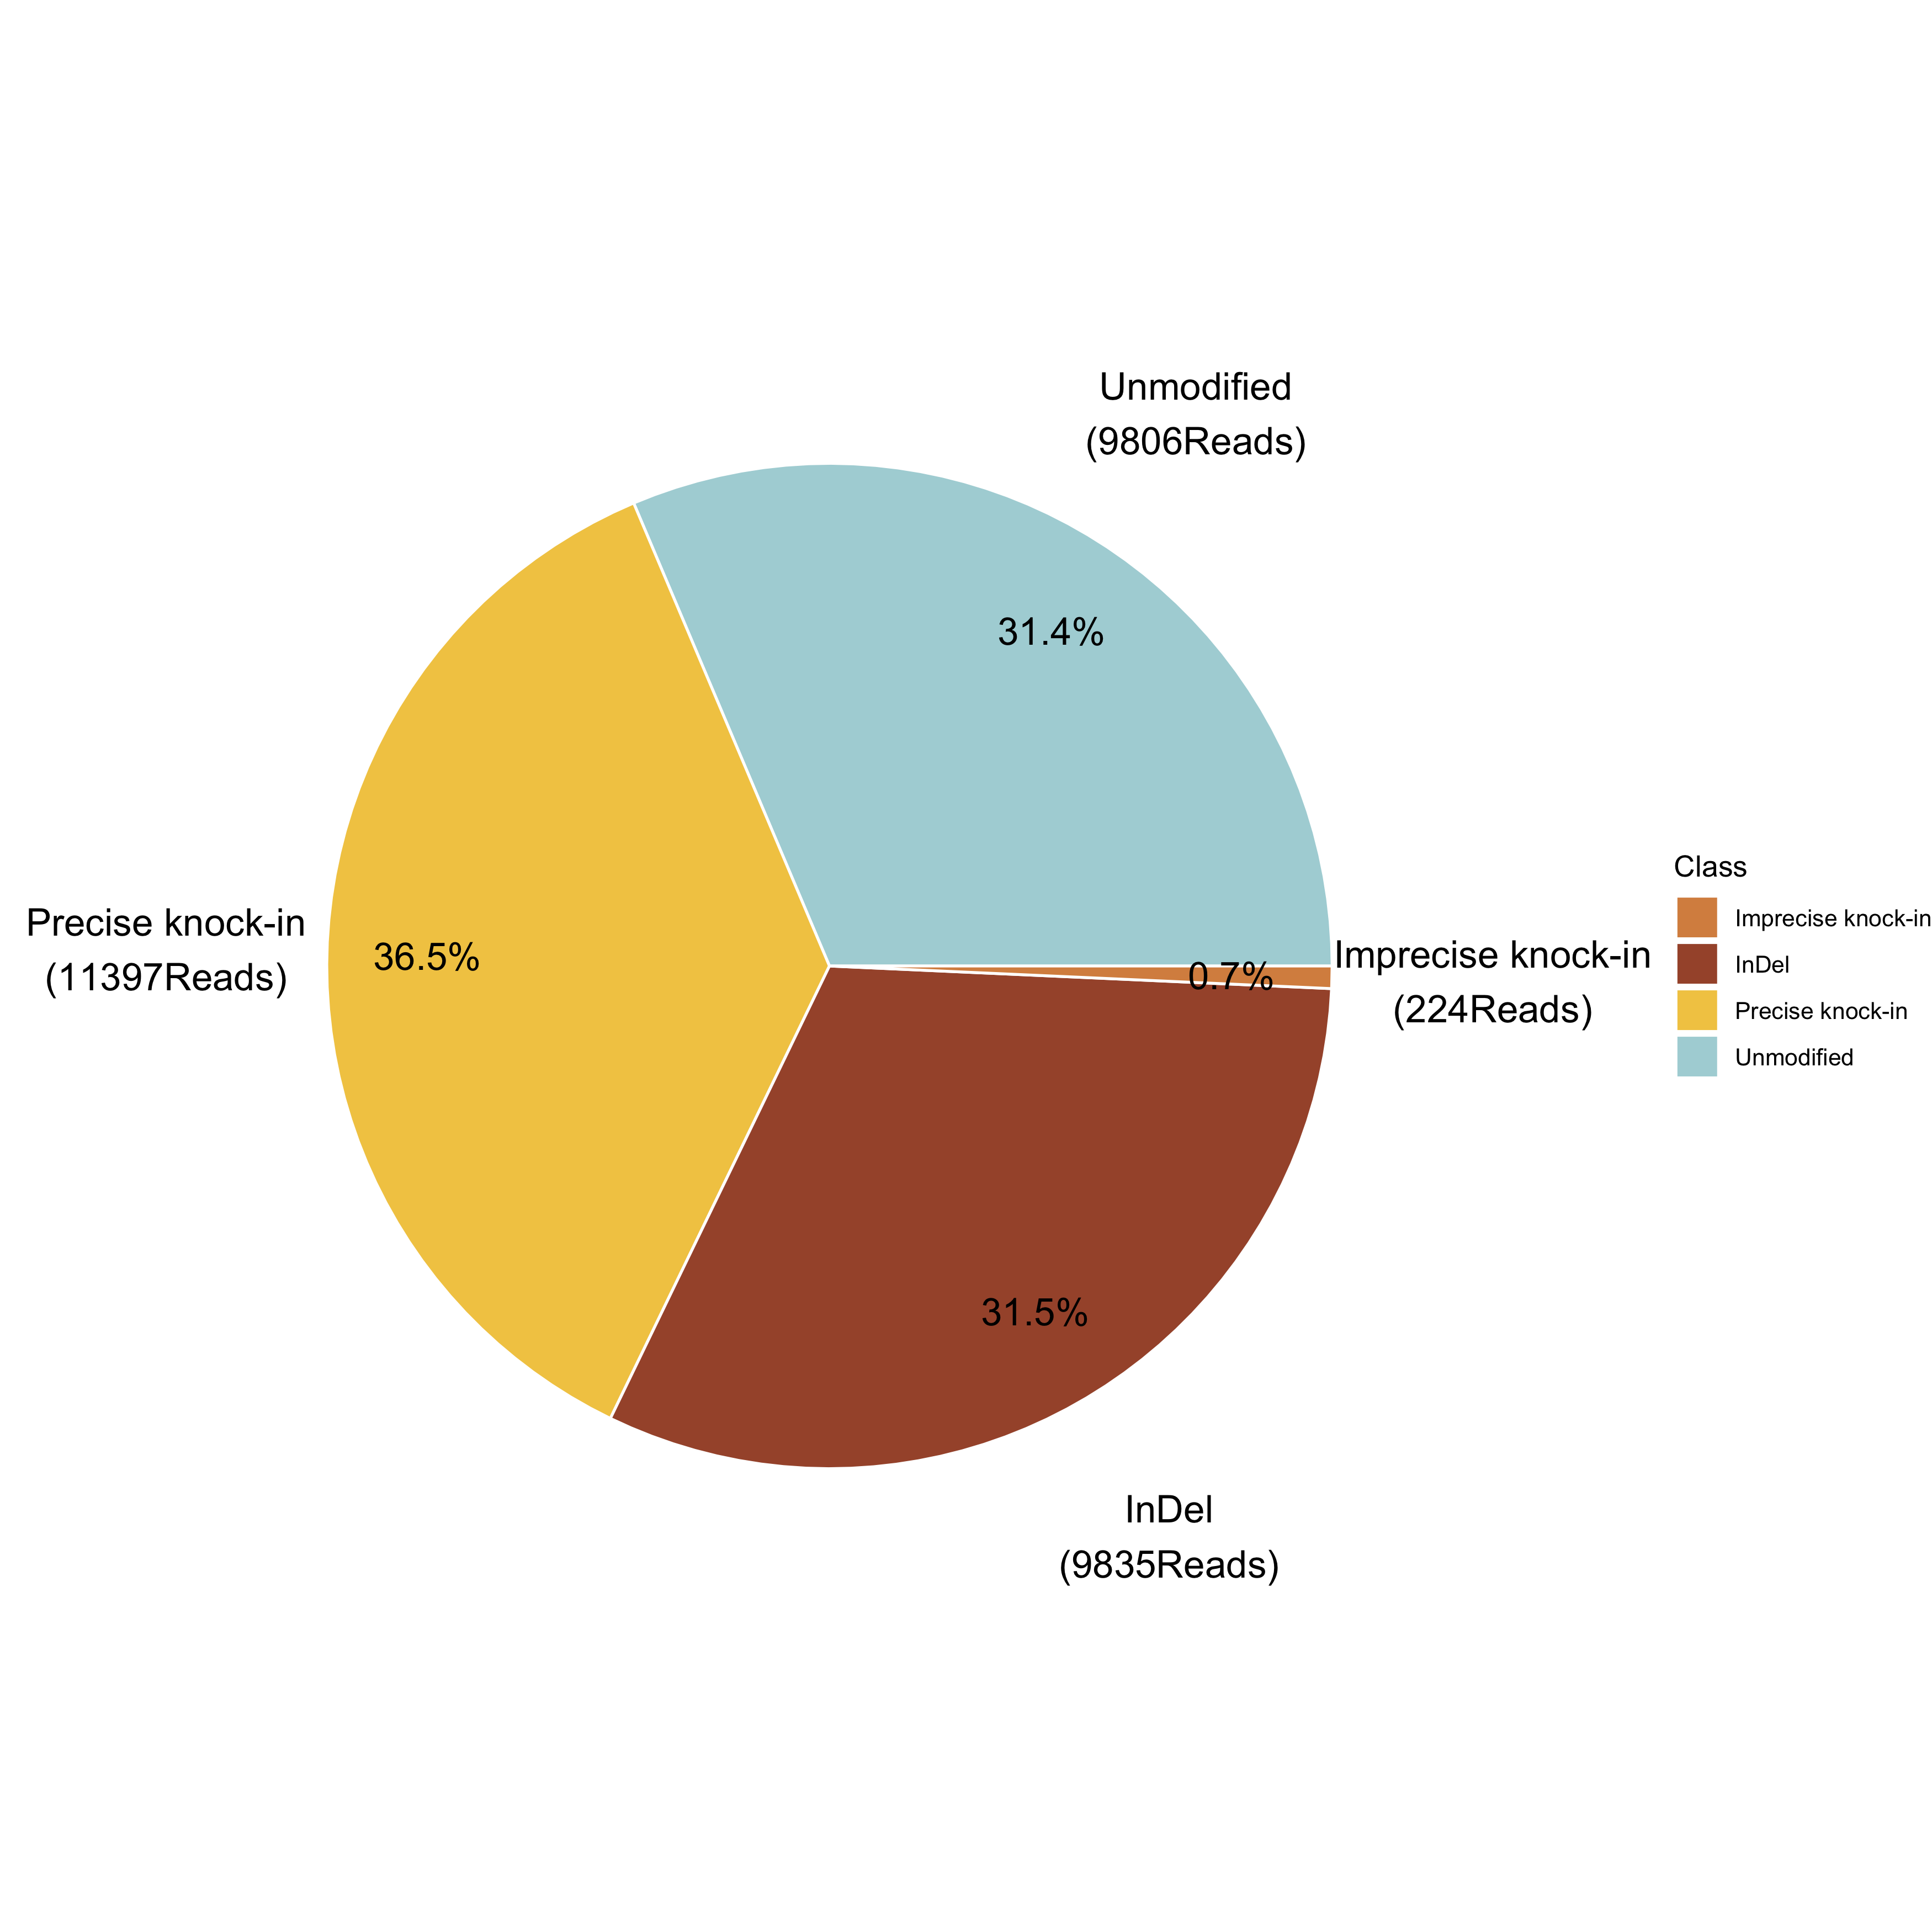 Unmodified
(9806Reads)
31.4%
Precise knock-in
(11397Reads)
36.5%
0.7%
Imprecise knock-in
(224Reads)
31.5%
InDel
(9835Reads)
Class
Imprecise knock-in
InDel
Precise knock-in
Unmodified